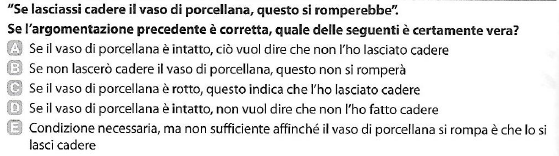 “Se lasciassi cadere il vaso di porcellana, questo si romperebbe”.
Se l’argomentazione precedente è corretta, quale delle seguenti è certamente vera?
A Se il vaso di porcellana è intatto, ciò vuol dire che non l’ho lasciato cadere
B Se non lascerò cadere il vaso di porcellana, questo non si romperà
C Se il vaso di porcellana è rotto, questo indica che l’ho lasciato cadere
D Se il vaso di porcellana è intatto, non vuol dire che non l’ho fatto cadere
E Condizione necessaria, ma non sufficiente affinché il vaso di porcellana si rompa è che lo si
lasci cadere